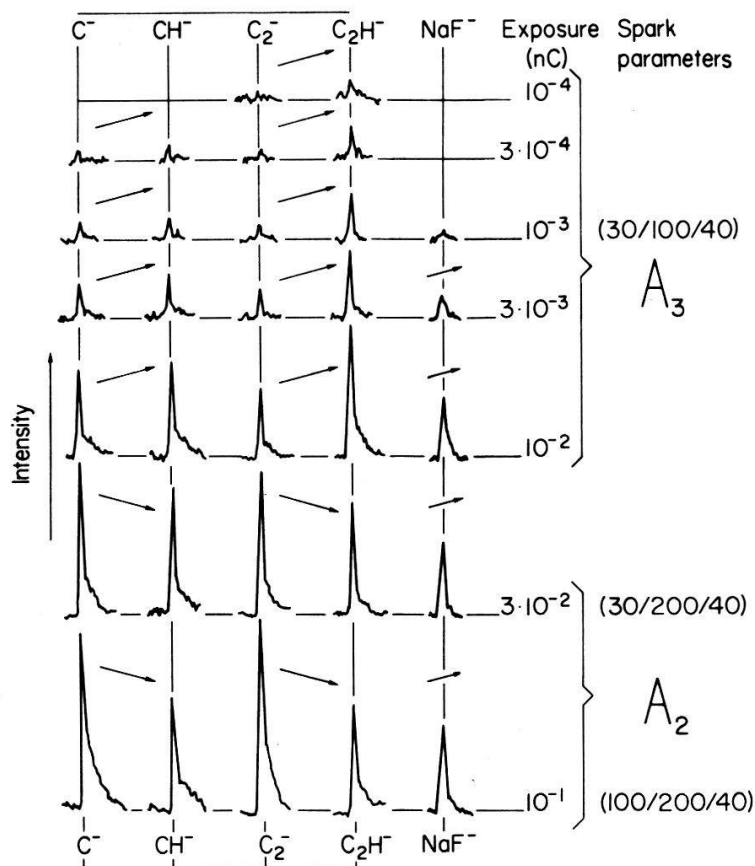 C⁻ CH⁻ C₂⁻ C₂H⁻ NaF⁻ Exposure Spark
(nC) parameters
10⁻⁴
3·10⁻⁴
10⁻³ (30/100/40)
A₃
3·10⁻³
10⁻²
Intensity
3·10⁻² (30/200/40)
A₂
10⁻¹ (100/200/40)
C⁻ CH⁻ C₂⁻ C₂H⁻ NaF⁻